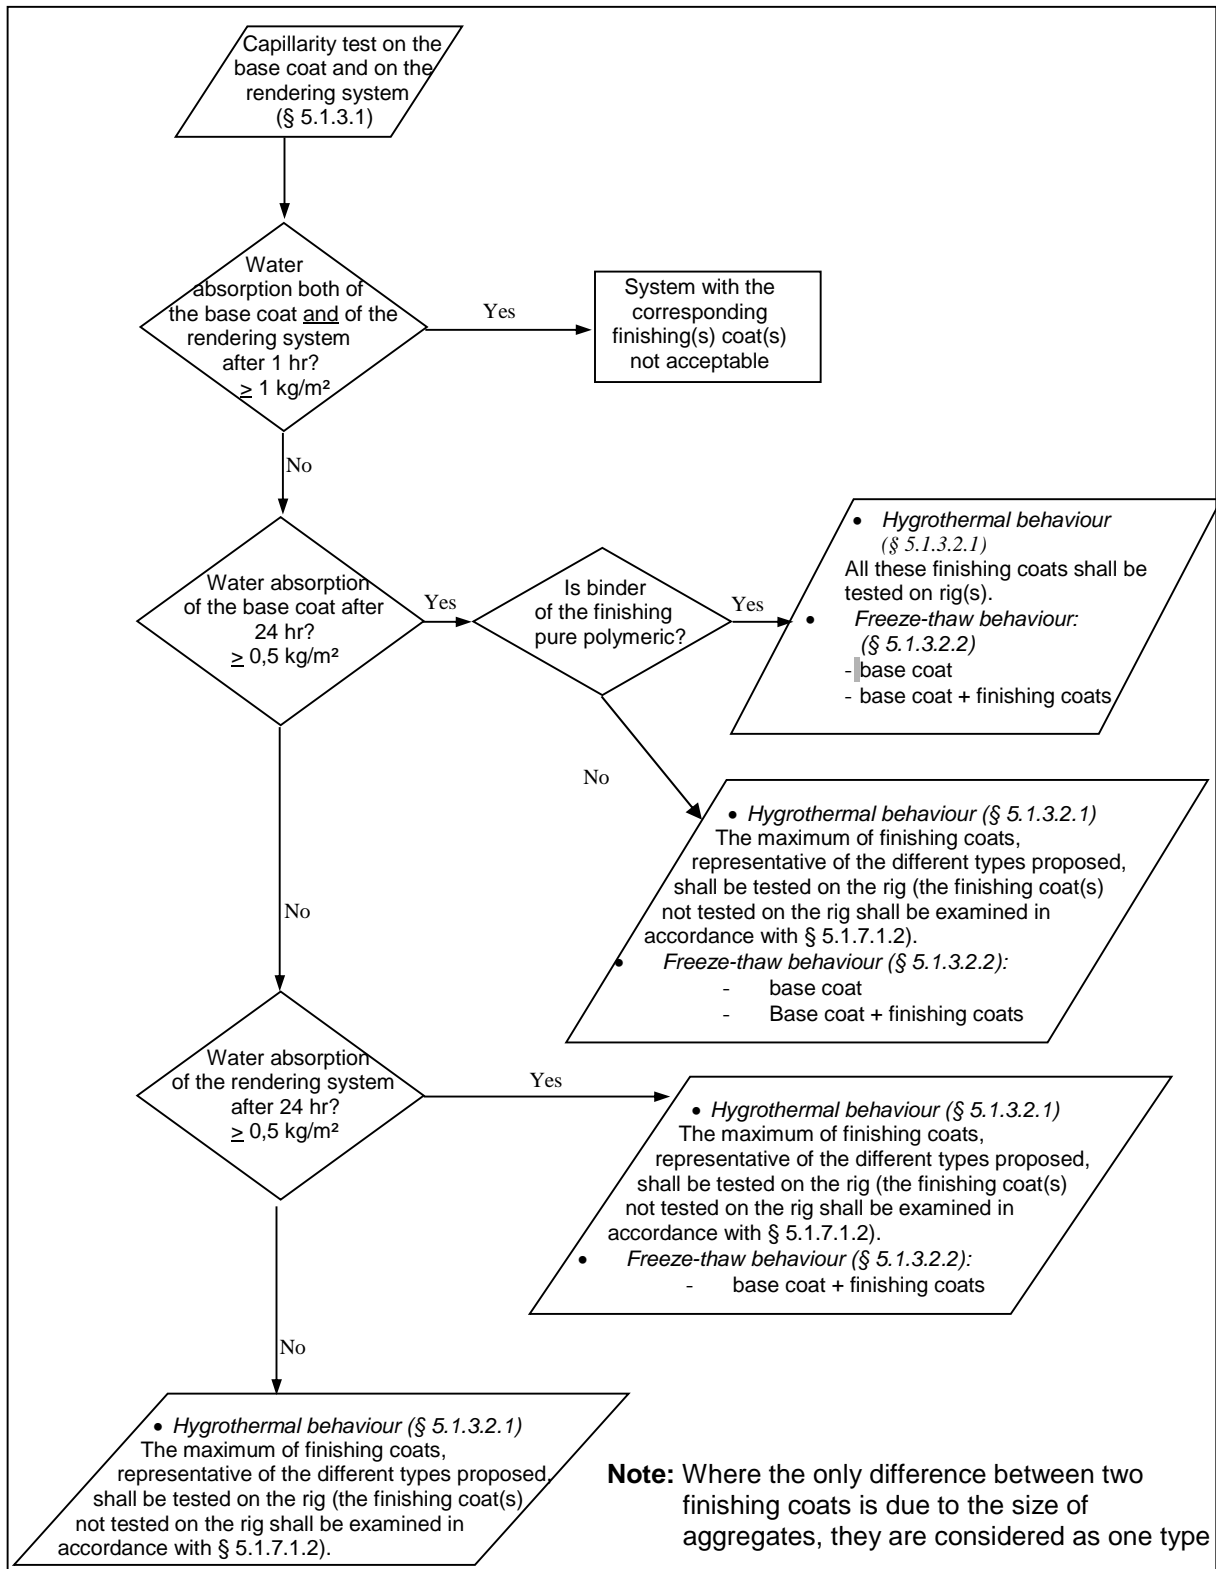 Capillarity test on the
base coat and on the
rendering system
(§ 5.1.3.1)
Water
absorption both of
the base coat and of the
rendering system
after 1 hr?
≥ 1 kg/m²
Yes
System with the
corresponding
finishing(s) coat(s)
not acceptable
No
Water absorption
of the base coat after
24 hr?
≥ 0,5 kg/m²
Yes
Is binder
of the finishing
pure polymeric?
Yes
• Hygrothermal behaviour
(§ 5.1.3.2.1)
All these finishing coats shall be
tested on rig(s).
• Freeze-thaw behaviour:
(§ 5.1.3.2.2)
- base coat
- base coat + finishing coats
No
• Hygrothermal behaviour (§ 5.1.3.2.1)
The maximum of finishing coats,
representative of the different types proposed,
shall be tested on the rig (the finishing coat(s)
not tested on the rig shall be examined in
accordance with § 5.1.7.1.2).
• Freeze-thaw behaviour (§ 5.1.3.2.2):
- base coat
- Base coat + finishing coats
No
Water absorption
of the rendering system
after 24 hr?
≥ 0,5 kg/m²
Yes
• Hygrothermal behaviour (§ 5.1.3.2.1)
The maximum of finishing coats,
representative of the different types proposed,
shall be tested on the rig (the finishing coat(s)
not tested on the rig shall be examined in
accordance with § 5.1.7.1.2).
• Freeze-thaw behaviour (§ 5.1.3.2.2):
- base coat + finishing coats
No
• Hygrothermal behaviour (§ 5.1.3.2.1)
The maximum of finishing coats,
representative of the different types proposed,
shall be tested on the rig (the finishing coat(s)
not tested on the rig shall be examined in
accordance with § 5.1.7.1.2).
Note: Where the only difference between two
finishing coats is due to the size of
aggregates, they are considered as one type